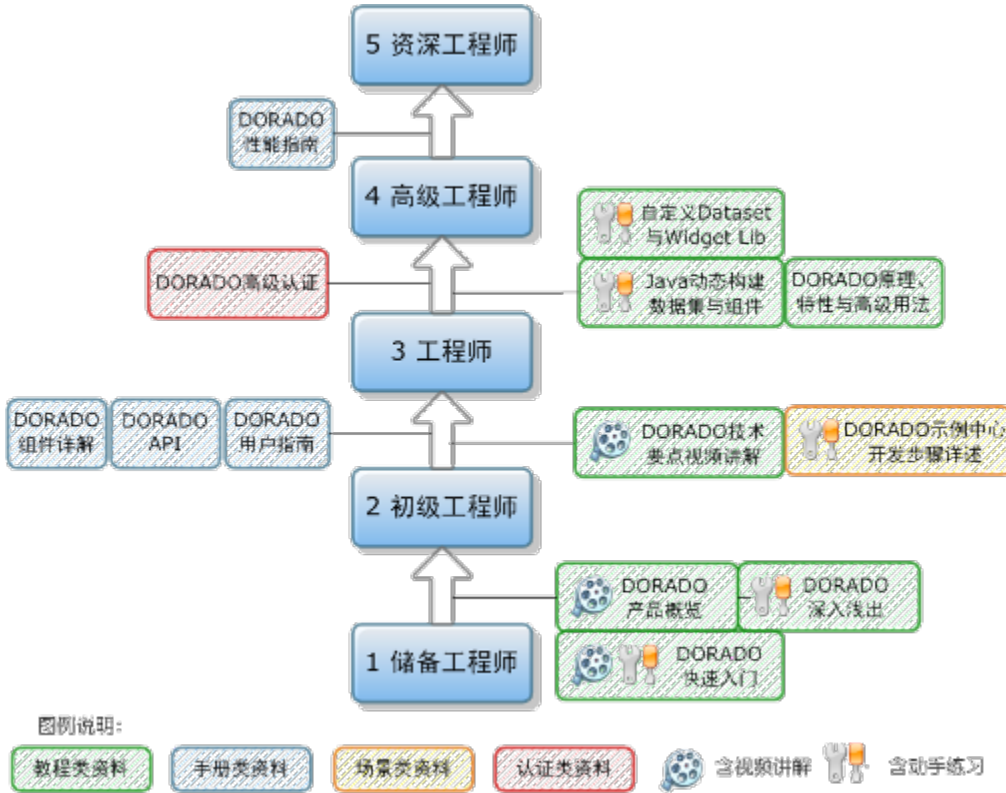 5 资深工程师
DORADO
性能指南
4 高级工程师
自定义Dataset
与Widget Lib
DORADO高级认证
Java动态构建
数据集与组件
DORADO原理、
特性与高级用法
3 工程师
DORADO
组件详解
DORADO
API
DORADO
用户指南
DORADO技术
要点视频讲解
DORADO示例中心
开发步骤详述
2 初级工程师
DORADO
产品概览
DORADO
深入浅出
1 储备工程师
DORADO
快速入门
图例说明:
教程类资料
手册类资料
场景类资料
认证类资料
含视频讲解
含动手练习